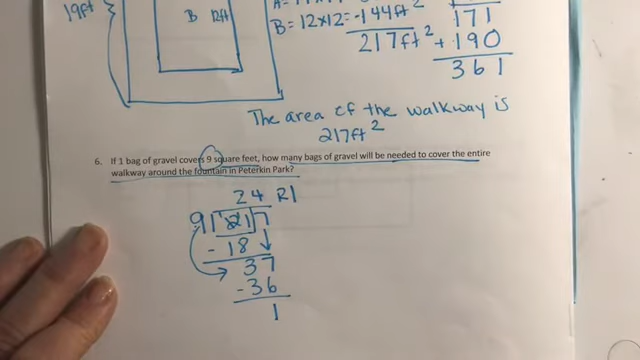 19ft
B 12ft
B = 12x12 = -144ft²
217ft²
171
+190
361
The area of the walkway is
217ft²
6. If 1 bag of gravel covers 9 square feet, how many bags of gravel will be needed to cover the entire
walkway around the fountain in Peterkin Park?
24 R1
9 217
- 18
37
-36
1